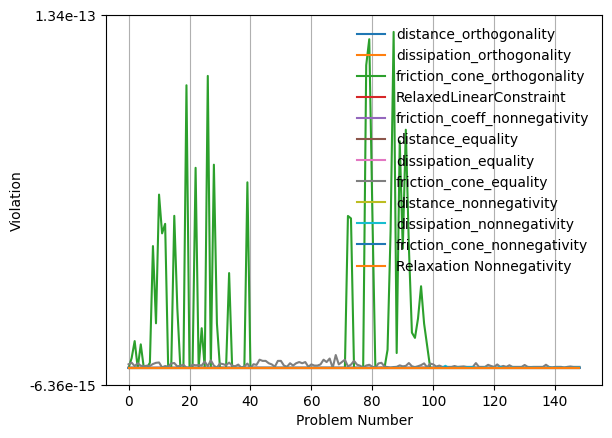 1.34e-13
distance_orthogonality
dissipation_orthogonality
friction_cone_orthogonality
RelaxedLinearConstraint
friction_coeff_nonnegativity
distance_equality
dissipation_equality
friction_cone_equality
distance_nonnegativity
dissipation_nonnegativity
friction_cone_nonnegativity
Relaxation Nonnegativity
Violation
-6.36e-15
0 20 40 60 80 100 120 140
Problem Number